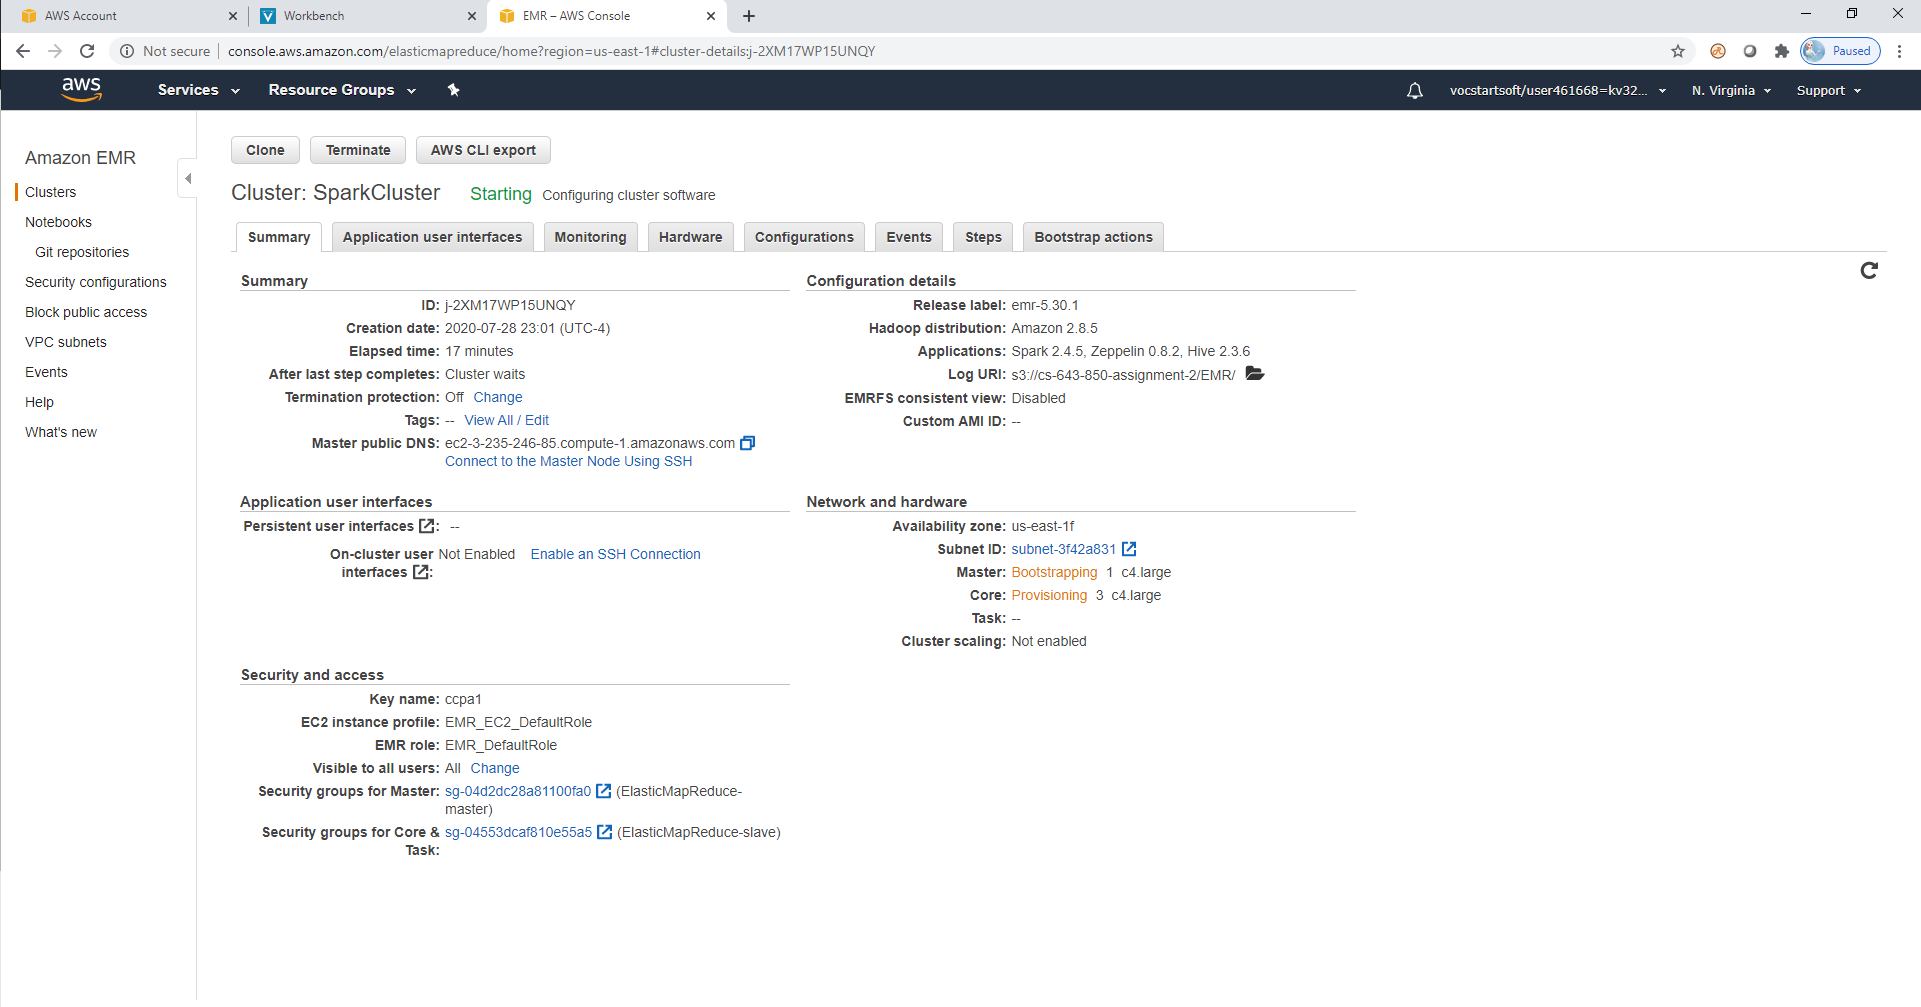 AWS Account
Workbench
EMR – AWS Console
Not secure
console.aws.amazon.com/elasticmapreduce/home?region=us-east-1#cluster-details:j-2XM17WP15UNQY
Paused
aws
Services
Resource Groups
vocstartsoft/user461668=kv32...
N. Virginia
Support
Amazon EMR
Clusters
Notebooks
Git repositories
Security configurations
Block public access
VPC subnets
Events
Help
What's new
Clone
Terminate
AWS CLI export
Cluster: SparkCluster
Starting
Configuring cluster software
Summary
Application user interfaces
Monitoring
Hardware
Configurations
Events
Steps
Bootstrap actions
Summary
ID: j-2XM17WP15UNQY
Creation date: 2020-07-28 23:01 (UTC-4)
Elapsed time: 17 minutes
After last step completes: Cluster waits
Termination protection: Off Change
Tags: -- View All / Edit
Master public DNS: ec2-3-235-246-85.compute-1.amazonaws.com
Connect to the Master Node Using SSH
Configuration details
Release label: emr-5.30.1
Hadoop distribution: Amazon 2.8.5
Applications: Spark 2.4.5, Zeppelin 0.8.2, Hive 2.3.6
Log URI: s3://cs-643-850-assignment-2/EMR/
EMRFS consistent view: Disabled
Custom AMI ID: --
Application user interfaces
Persistent user interfaces : --
On-cluster user Not Enabled Enable an SSH Connection
interfaces :
Network and hardware
Availability zone: us-east-1f
Subnet ID: subnet-3f42a831
Master: Bootstrapping 1 c4.large
Core: Provisioning 3 c4.large
Task: --
Cluster scaling: Not enabled
Security and access
Key name: ccpa1
EC2 instance profile: EMR_EC2_DefaultRole
EMR role: EMR_DefaultRole
Visible to all users: All Change
Security groups for Master: sg-04d2dc28a81100fa0 (ElasticMapReduce-
master)
Security groups for Core & sg-04553dcaf810e55a5 (ElasticMapReduce-slave)
Task: